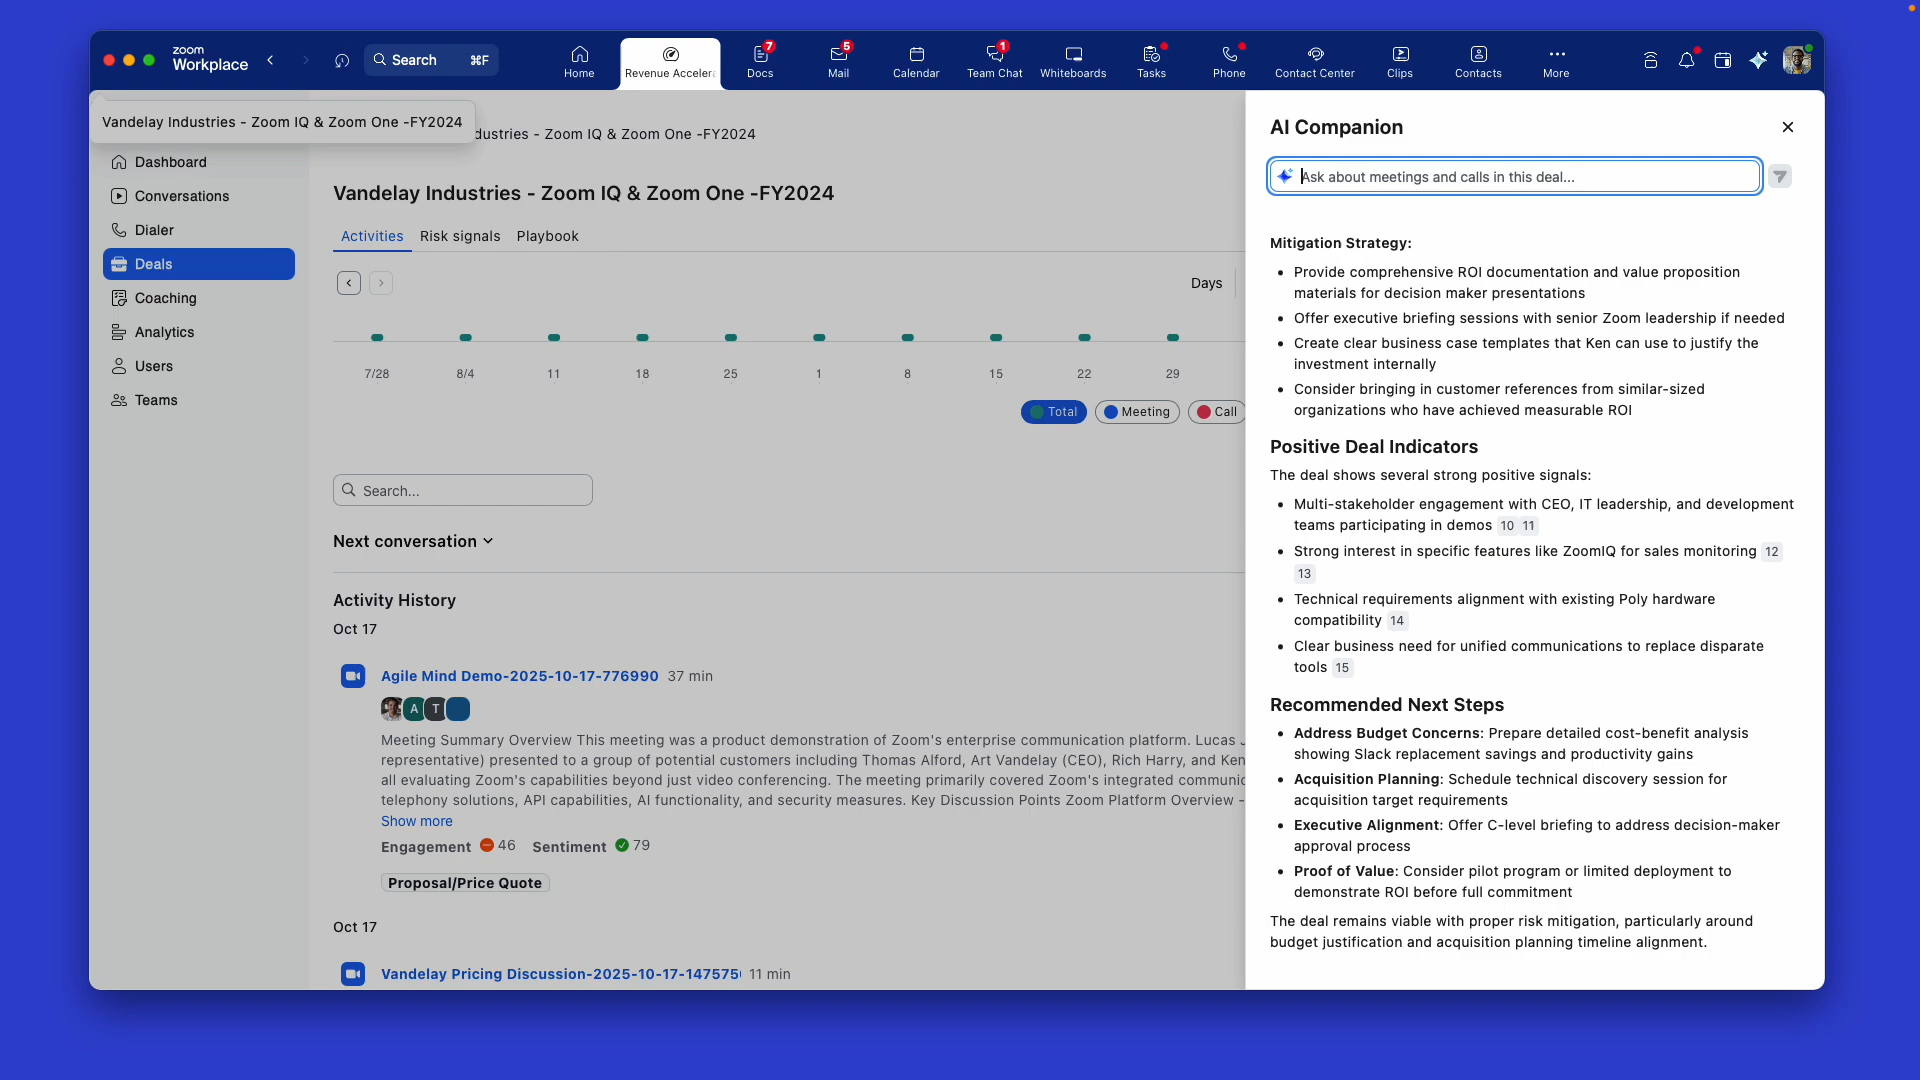 zoom
Workplace
Search ⌘F
Home
Revenue Acceler
7
Docs
5
Mail
Calendar
1
Team Chat
Whiteboards
Tasks
Phone
Contact Center
Clips
Contacts
More
Vandelay Industries - Zoom IQ & Zoom One -FY2024
dustries - Zoom IQ & Zoom One -FY2024
Dashboard
Conversations
Dialer
Deals
Coaching
Analytics
Users
Teams
Vandelay Industries - Zoom IQ & Zoom One -FY2024
Activities Risk signals Playbook
Days
7/28 8/4 11 18 25 1 8 15 22 29
Total Meeting Call
Search...
Next conversation
Activity History
Oct 17
Agile Mind Demo-2025-10-17-776990 37 min
A T
Meeting Summary Overview This meeting was a product demonstration of Zoom's enterprise communication platform. Lucas J
representative) presented to a group of potential customers including Thomas Alford, Art Vandelay (CEO), Rich Harry, and Ken
all evaluating Zoom's capabilities beyond just video conferencing. The meeting primarily covered Zoom's integrated communic
telephony solutions, API capabilities, AI functionality, and security measures. Key Discussion Points Zoom Platform Overview -
Show more
Engagement 46 Sentiment 79
Proposal/Price Quote
Oct 17
Vandelay Pricing Discussion-2025-10-17-147575 11 min
AI Companion
Ask about meetings and calls in this deal...
Mitigation Strategy:
• Provide comprehensive ROI documentation and value proposition
materials for decision maker presentations
• Offer executive briefing sessions with senior Zoom leadership if needed
• Create clear business case templates that Ken can use to justify the
investment internally
• Consider bringing in customer references from similar-sized
organizations who have achieved measurable ROI
Positive Deal Indicators
The deal shows several strong positive signals:
• Multi-stakeholder engagement with CEO, IT leadership, and development
teams participating in demos 10 11
• Strong interest in specific features like ZoomIQ for sales monitoring 12
13
• Technical requirements alignment with existing Poly hardware
compatibility 14
• Clear business need for unified communications to replace disparate
tools 15
Recommended Next Steps
• Address Budget Concerns: Prepare detailed cost-benefit analysis
showing Slack replacement savings and productivity gains
• Acquisition Planning: Schedule technical discovery session for
acquisition target requirements
• Executive Alignment: Offer C-level briefing to address decision-maker
approval process
• Proof of Value: Consider pilot program or limited deployment to
demonstrate ROI before full commitment
The deal remains viable with proper risk mitigation, particularly around
budget justification and acquisition planning timeline alignment.